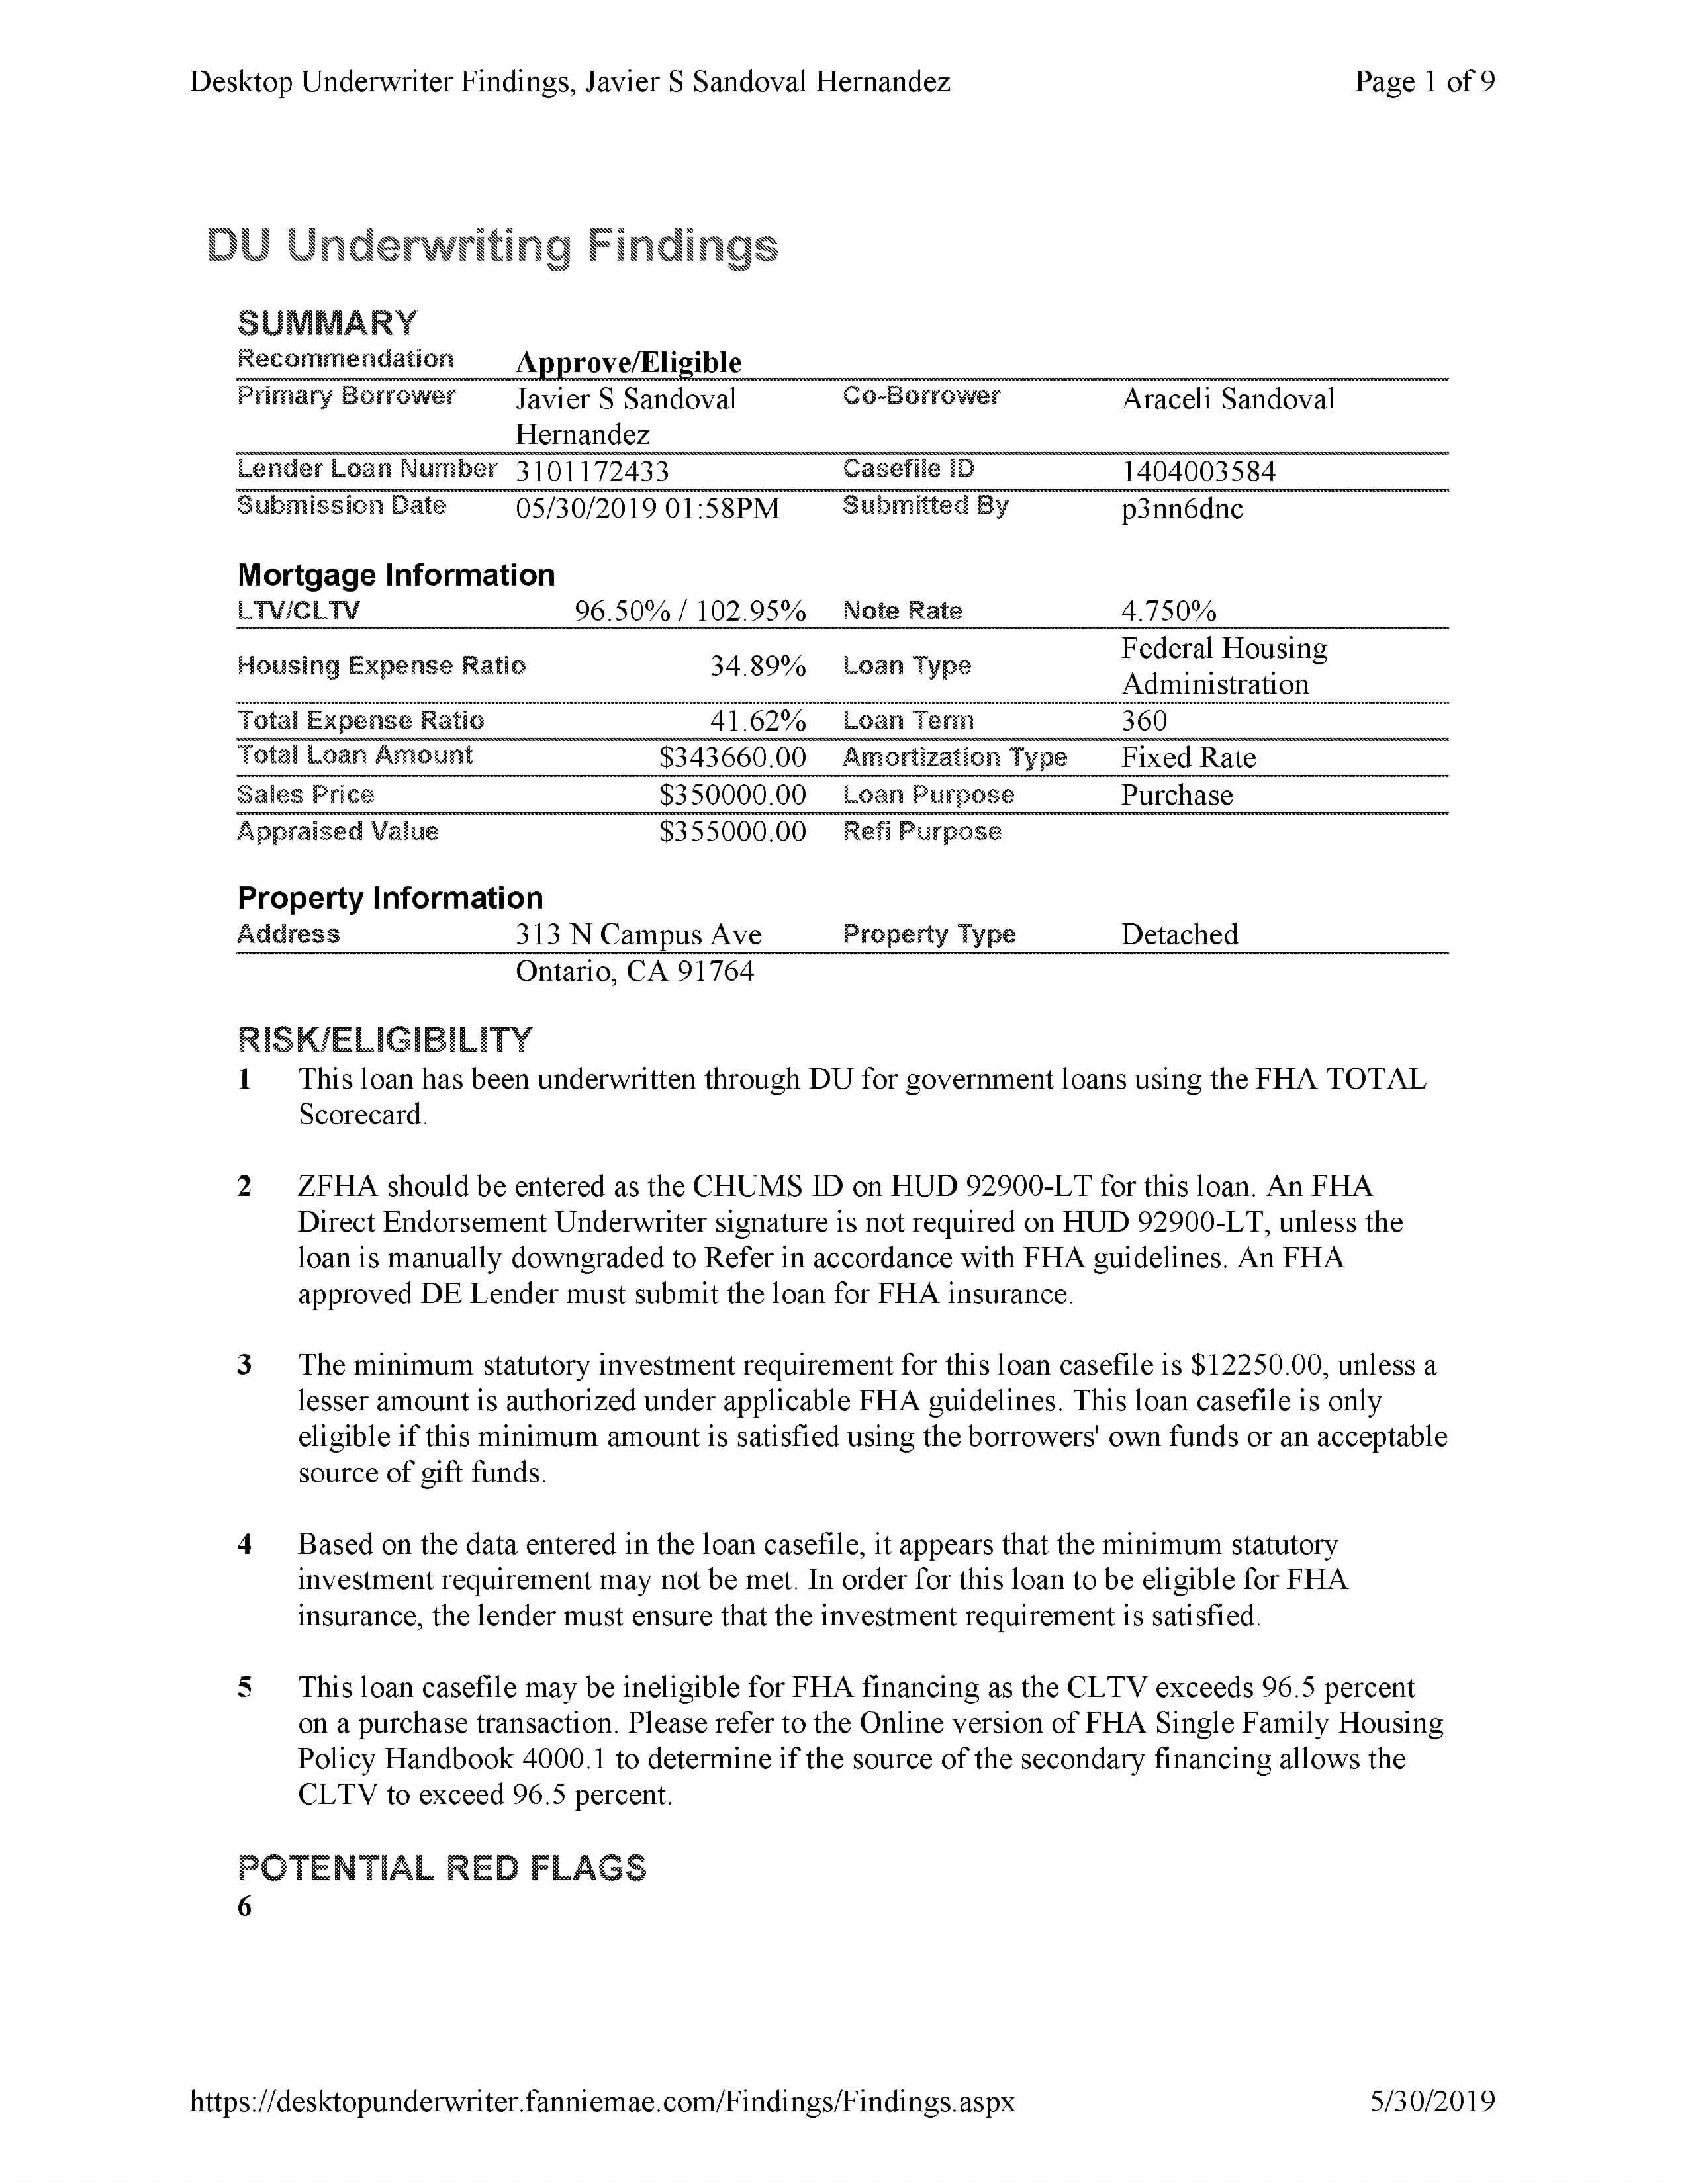 Desktop Underwriter Findings, Javier S Sandoval Hernandez Page 1 of 9
DU Underwriting Findings
SUMMARY
Recommendation Approve/Eligible
Primary Borrower Javier S Sandoval Co-Borrower Araceli Sandoval
Hernandez
Lender Loan Number 3101172433 Casefile ID 1404003584
Submission Date 05/30/2019 01:58PM Submitted By p3nn6dnc
Mortgage Information
LTV/CLTV 96.50% / 102.95% Note Rate 4.750%
Housing Expense Ratio 34.89% Loan Type Federal Housing
Administration
Total Expense Ratio 41.62% Loan Term 360
Total Loan Amount $343660.00 Amortization Type Fixed Rate
Sales Price $350000.00 Loan Purpose Purchase
Appraised Value $355000.00 Refi Purpose
Property Information
Address 313 N Campus Ave Property Type Detached
Ontario, CA 91764
RISK/ELIGIBILITY
1 This loan has been underwritten through DU for government loans using the FHA TOTAL
Scorecard.
2 ZFHA should be entered as the CHUMS ID on HUD 92900-LT for this loan. An FHA
Direct Endorsement Underwriter signature is not required on HUD 92900-LT, unless the
loan is manually downgraded to Refer in accordance with FHA guidelines. An FHA
approved DE Lender must submit the loan for FHA insurance.
3 The minimum statutory investment requirement for this loan casefile is $12250.00, unless a
lesser amount is authorized under applicable FHA guidelines. This loan casefile is only
eligible if this minimum amount is satisfied using the borrowers' own funds or an acceptable
source of gift funds.
4 Based on the data entered in the loan casefile, it appears that the minimum statutory
investment requirement may not be met. In order for this loan to be eligible for FHA
insurance, the lender must ensure that the investment requirement is satisfied.
5 This loan casefile may be ineligible for FHA financing as the CLTV exceeds 96.5 percent
on a purchase transaction. Please refer to the Online version of FHA Single Family Housing
Policy Handbook 4000.1 to determine if the source of the secondary financing allows the
CLTV to exceed 96.5 percent.
POTENTIAL RED FLAGS
6
https://desktopunderwriter.fanniemae.com/Findings/Findings.aspx 5/30/2019